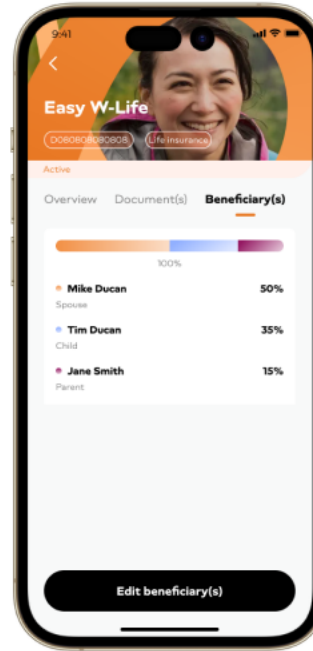 9:41
Easy W-Life
D080808080808
Life insurance
Active
Overview Document(s) Beneficiary(s)
100%
Mike Ducan 50%
Spouse
Tim Ducan 35%
Child
Jane Smith 15%
Parent
Edit beneficiary(s)